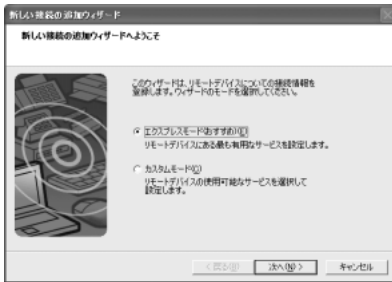 新しい接続の追加ウィザード
新しい接続の追加ウィザードへようこそ
このウィザードは、リモートデバイスについての接続情報を
登録します。ウィザードのモードを選択してください。
エクスプレスモード(おすすめ)(E)
リモートデバイスにある最も有用なサービスを設定します。
カスタムモード(C)
リモートデバイスの使用可能なサービスを選択して
設定します。
< 戻る(B) 次へ(N) > キャンセル